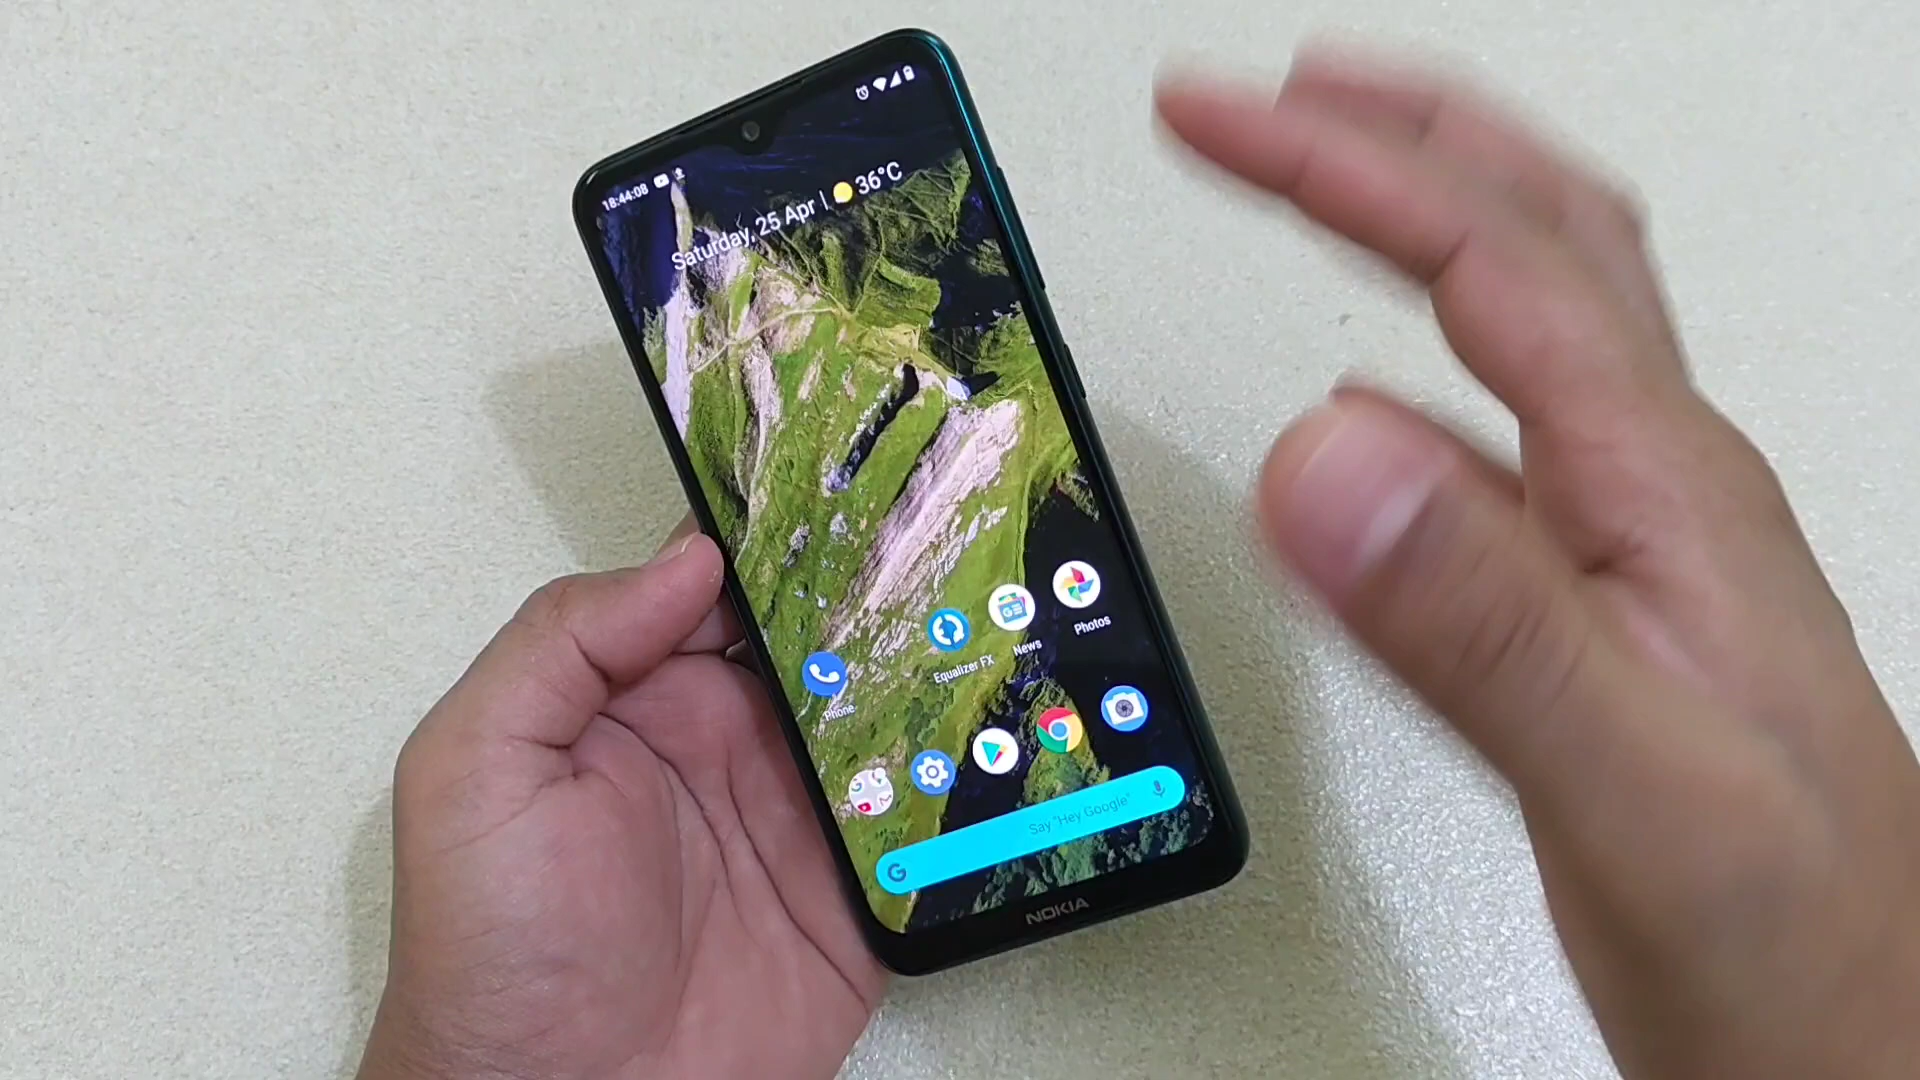 18:44:08
Saturday, 25 Apr | 36°C
Phone
Equalizer FX
News
Photos
G Say "Hey Google"
NOKIA